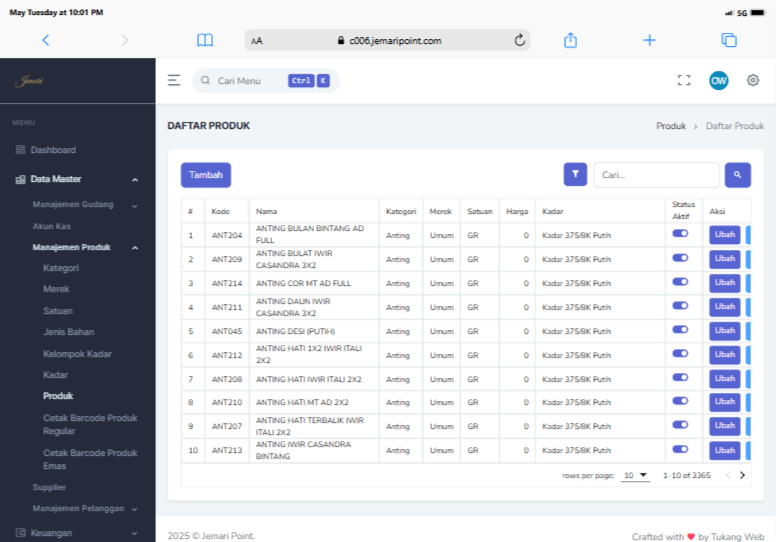 May Tuesday at 10:01 PM
5G
AA
c006.jemaripoint.com
Jemari
Cari Menu
Ctrl
K
OW
MENU
Dashboard
Data Master
Manajemen Gudang
Akun Kas
Manajemen Produk
Kategori
Merek
Satuan
Jenis Bahan
Kelompok Kadar
Kadar
Produk
Cetak Barcode Produk
Regular
Cetak Barcode Produk
Emas
Supplier
Manajemen Pelanggan
Keuangan
DAFTAR PRODUK
Produk > Daftar Produk
Tambah
Cari...
# Kode Nama Kategori Merek Satuan Harga Kadar Status Aktif Aksi
1 ANT204 ANTING BULAN BINTANG AD FULL Anting Umum GR 0 Kadar 375/8K Putih Ubah
2 ANT209 ANTING BULAT IWIR CASANDRA 3X2 Anting Umum GR 0 Kadar 375/8K Putih Ubah
3 ANT214 ANTING COR MT AD FULL Anting Umum GR 0 Kadar 375/8K Putih Ubah
4 ANT211 ANTING DAUN IWIR CASANDRA 3X2 Anting Umum GR 0 Kadar 375/8K Putih Ubah
5 ANT045 ANTING DESI (PUTIH) Anting Umum GR 0 Kadar 375/8K Putih Ubah
6 ANT212 ANTING HATI 1X2 IWIR ITALI 2X2 Anting Umum GR 0 Kadar 375/8K Putih Ubah
7 ANT208 ANTING HATI IWIR ITALI 2X2 Anting Umum GR 0 Kadar 375/8K Putih Ubah
8 ANT210 ANTING HATI MT AD 2X2 Anting Umum GR 0 Kadar 375/8K Putih Ubah
9 ANT207 ANTING HATI TERBALIK IWIR ITALI 2X2 Anting Umum GR 0 Kadar 375/8K Putih Ubah
10 ANT213 ANTING IWIR CASANDRA BINTANG Anting Umum GR 0 Kadar 375/8K Putih Ubah
rows per page: 10 1-10 of 3365
2025 © Jemari Point.
Crafted with ♥ by Tukang Web